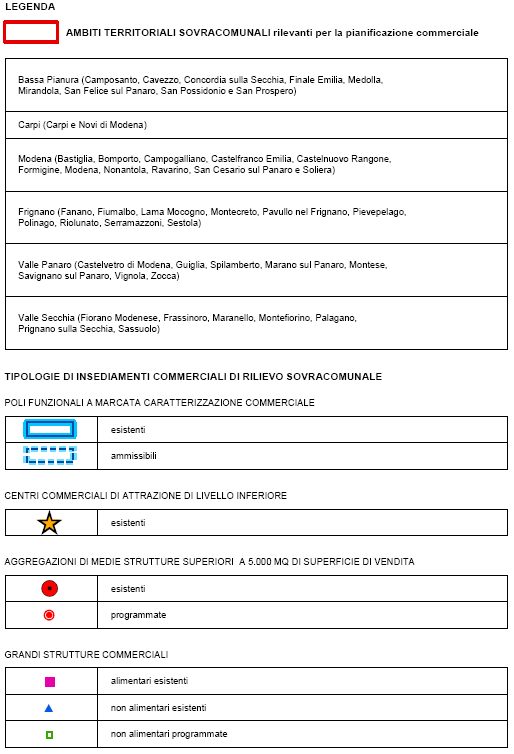 LEGENDA
AMBITI TERRITORIALI SOVRACOMUNALI rilevanti per la pianificazione commerciale
Bassa Pianura (Camposanto, Cavezzo, Concordia sulla Secchia, Finale Emilia, Medolla,
Mirandola, San Felice sul Panaro, San Possidonio e San Prospero)
Carpi (Carpi e Novi di Modena)
Modena (Bastiglia, Bomporto, Campogalliano, Castelfranco Emilia, Castelnuovo Rangone,
Formigine, Modena, Nonantola, Ravarino, San Cesario sul Panaro e Soliera)
Frignano (Fanano, Fiumalbo, Lama Mocogno, Montecreto, Pavullo nel Frignano, Pievepelago,
Polinago, Riolunato, Serramazzoni, Sestola)
Valle Panaro (Castelvetro di Modena, Guiglia, Spilamberto, Marano sul Panaro, Montese,
Savignano sul Panaro, Vignola, Zocca)
Valle Secchia (Fiorano Modenese, Frassinoro, Maranello, Montefiorino, Palagano,
Prignano sulla Secchia, Sassuolo)
TIPOLOGIE DI INSEDIAMENTI COMMERCIALI DI RILIEVO SOVRACOMUNALE
POLI FUNZIONALI A MARCATA CARATTERIZZAZIONE COMMERCIALE
esistenti
ammissibili
CENTRI COMMERCIALI DI ATTRAZIONE DI LIVELLO INFERIORE
esistenti
AGGREGAZIONI DI MEDIE STRUTTURE SUPERIORI A 5.000 MQ DI SUPERFICIE DI VENDITA
esistenti
programmate
GRANDI STRUTTURE COMMERCIALI
alimentari esistenti
non alimentari esistenti
non alimentari programmate